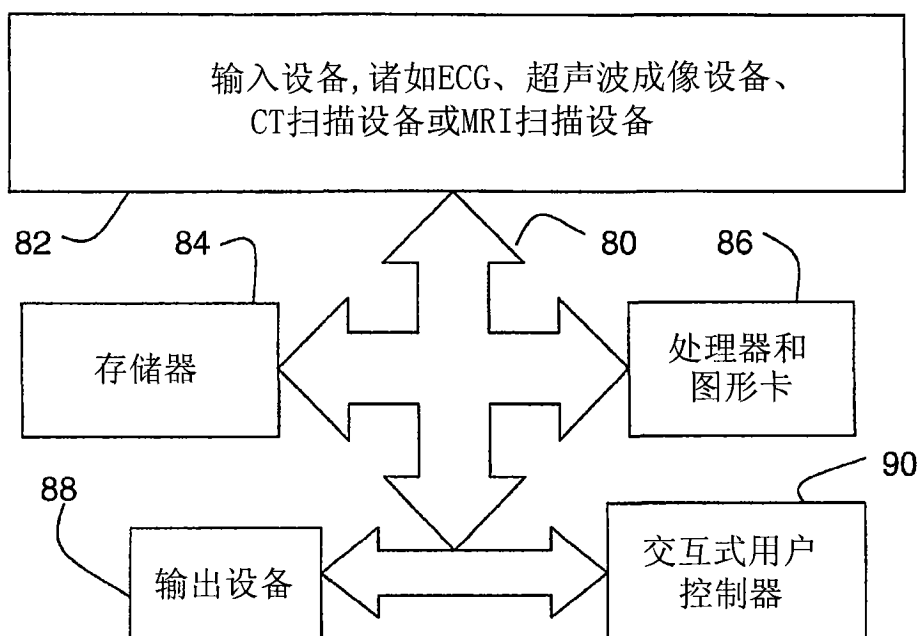 输入设备,诸如ECG、超声波成像设备、
CT扫描设备或MRI扫描设备
82
84
80
86
存储器
处理器和
图形卡
88
90
输出设备
交互式用户
控制器